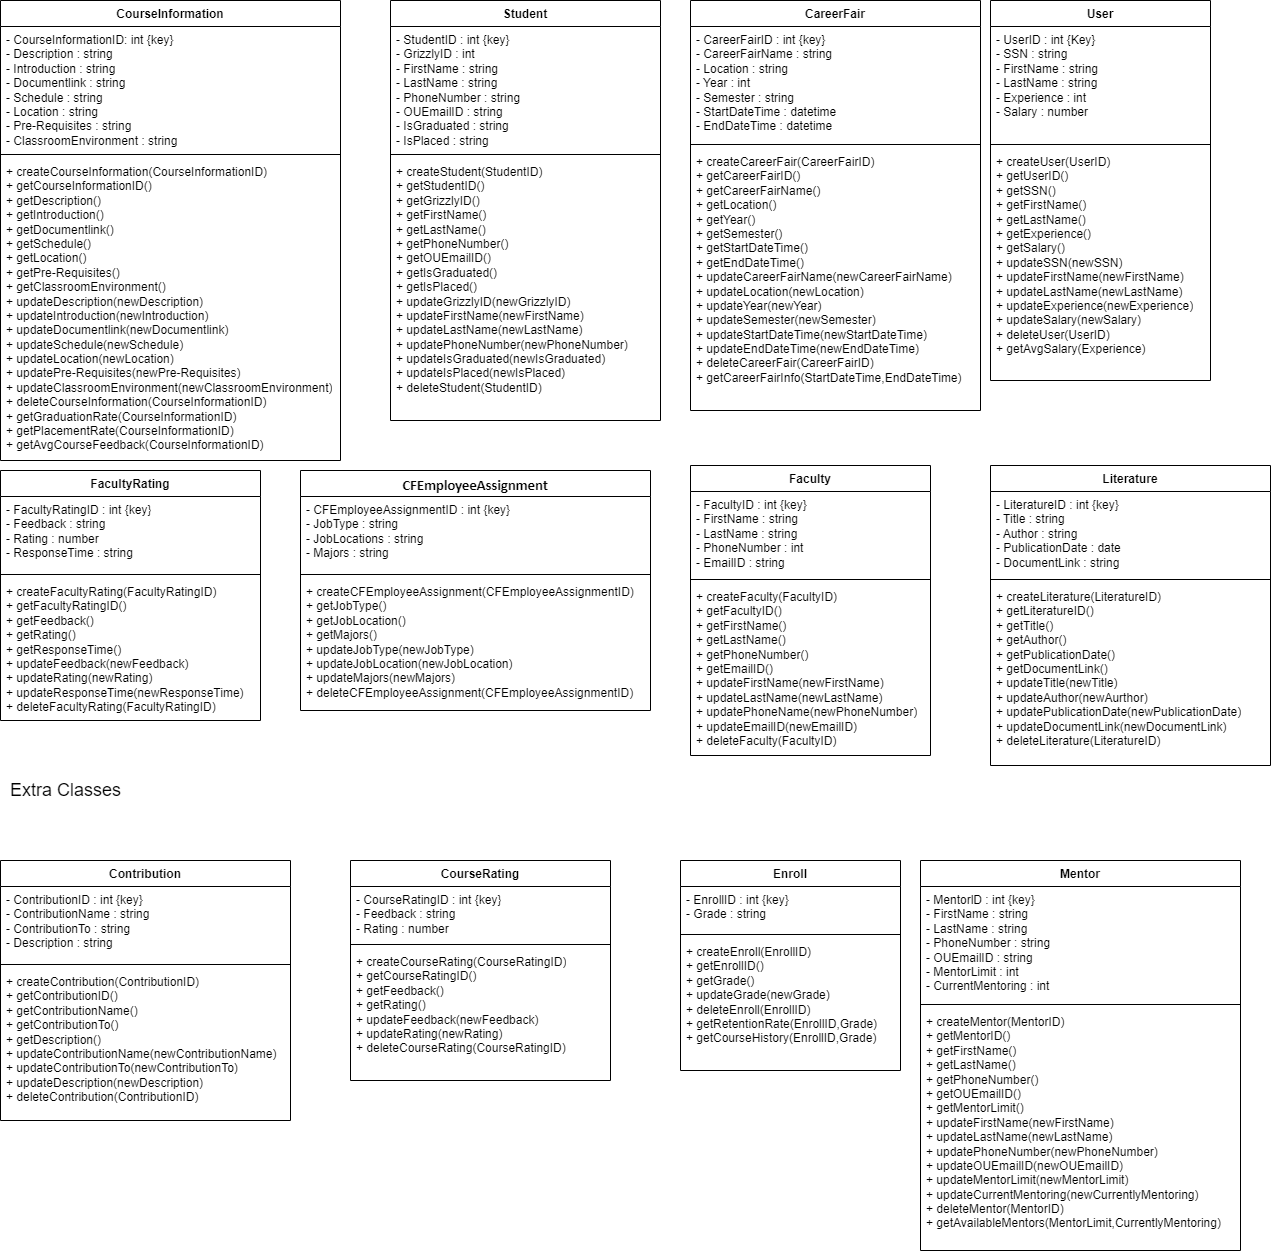 CourseInformation
- CourseInformationID: int {key}
- Description : string
- Introduction : string
- Documentlink : string
- Schedule : string
- Location : string
- Pre-Requisites : string
- ClassroomEnvironment : string
+ createCourseInformation(CourseInformationID)
+ getCourseInformationID()
+ getDescription()
+ getIntroduction()
+ getDocumentlink()
+ getSchedule()
+ getLocation()
+ getPre-Requisites()
+ getClassroomEnvironment()
+ updateDescription(newDescription)
+ updateIntroduction(newIntroduction)
+ updateDocumentlink(newDocumentlink)
+ updateSchedule(newSchedule)
+ updateLocation(newLocation)
+ updatePre-Requisites(newPre-Requisites)
+ updateClassroomEnvironment(newClassroomEnvironment)
+ deleteCourseInformation(CourseInformationID)
+ getGraduationRate(CourseInformationID)
+ getPlacementRate(CourseInformationID)
+ getAvgCourseFeedback(CourseInformationID)
Student
- StudentID : int {key}
- GrizzlyID : int
- FirstName : string
- LastName : string
- PhoneNumber : string
- OUEmailID : string
- IsGraduated : string
- IsPlaced : string
+ createStudent(StudentID)
+ getStudentID()
+ getGrizzlyID()
+ getFirstName()
+ getLastName()
+ getPhoneNumber()
+ getOUEmailID()
+ getIsGraduated()
+ getIsPlaced()
+ updateGrizzlyID(newGrizzlyID)
+ updateFirstName(newFirstName)
+ updateLastName(newLastName)
+ updatePhoneNumber(newPhoneNumber)
+ updateIsGraduated(newIsGraduated)
+ updateIsPlaced(newIsPlaced)
+ deleteStudent(StudentID)
CareerFair
- CareerFairID : int {key}
- CareerFairName : string
- Location : string
- Year : int
- Semester : string
- StartDateTime : datetime
- EndDateTime : datetime
+ createCareerFair(CareerFairID)
+ getCareerFairID()
+ getCareerFairName()
+ getLocation()
+ getYear()
+ getSemester()
+ getStartDateTime()
+ getEndDateTime()
+ updateCareerFairName(newCareerFairName)
+ updateLocation(newLocation)
+ updateYear(newYear)
+ updateSemester(newSemester)
+ updateStartDateTime(newStartDateTime)
+ updateEndDateTime(newEndDateTime)
+ deleteCareerFair(CareerFairID)
+ getCareerFairInfo(StartDateTime,EndDateTime)
User
- UserID : int {Key}
- SSN : string
- FirstName : string
- LastName : string
- Experience : int
- Salary : number
+ createUser(UserID)
+ getUserID()
+ getSSN()
+ getFirstName()
+ getLastName()
+ getExperience()
+ getSalary()
+ updateSSN(newSSN)
+ updateFirstName(newFirstName)
+ updateLastName(newLastName)
+ updateExperience(newExperience)
+ updateSalary(newSalary)
+ deleteUser(UserID)
+ getAvgSalary(Experience)
FacultyRating
- FacultyRatingID : int {key}
- Feedback : string
- Rating : number
- ResponseTime : string
+ createFacultyRating(FacultyRatingID)
+ getFacultyRatingID()
+ getFeedback()
+ getRating()
+ getResponseTime()
+ updateFeedback(newFeedback)
+ updateRating(newRating)
+ updateResponseTime(newResponseTime)
+ deleteFacultyRating(FacultyRatingID)
CFEmployeeAssignment
- CFEmployeeAssignmentID : int {key}
- JobType : string
- JobLocations : string
- Majors : string
+ createCFEmployeeAssignment(CFEmployeeAssignmentID)
+ getJobType()
+ getJobLocation()
+ getMajors()
+ updateJobType(newJobType)
+ updateJobLocation(newJobLocation)
+ updateMajors(newMajors)
+ deleteCFEmployeeAssignment(CFEmployeeAssignmentID)
Faculty
- FacultyID : int {key}
- FirstName : string
- LastName : string
- PhoneNumber : int
- EmailID : string
+ createFaculty(FacultyID)
+ getFacultyID()
+ getFirstName()
+ getLastName()
+ getPhoneNumber()
+ getEmailID()
+ updateFirstName(newFirstName)
+ updateLastName(newLastName)
+ updatePhoneName(newPhoneNumber)
+ updateEmailID(newEmailID)
+ deleteFaculty(FacultyID)
Literature
- LiteratureID : int {key}
- Title : string
- Author : string
- PublicationDate : date
- DocumentLink : string
+ createLiterature(LiteratureID)
+ getLiteratureID()
+ getTitle()
+ getAuthor()
+ getPublicationDate()
+ getDocumentLink()
+ updateTitle(newTitle)
+ updateAuthor(newAurthor)
+ updatePublicationDate(newPublicationDate)
+ updateDocumentLink(newDocumentLink)
+ deleteLiterature(LiteratureID)
Extra Classes
Contribution
- ContributionID : int {key}
- ContributionName : string
- ContributionTo : string
- Description : string
+ createContribution(ContributionID)
+ getContributionID()
+ getContributionName()
+ getContributionTo()
+ getDescription()
+ updateContributionName(newContributionName)
+ updateContributionTo(newContributionTo)
+ updateDescription(newDescription)
+ deleteContribution(ContributionID)
CourseRating
- CourseRatingID : int {key}
- Feedback : string
- Rating : number
+ createCourseRating(CourseRatingID)
+ getCourseRatingID()
+ getFeedback()
+ getRating()
+ updateFeedback(newFeedback)
+ updateRating(newRating)
+ deleteCourseRating(CourseRatingID)
Enroll
- EnrollID : int {key}
- Grade : string
+ createEnroll(EnrollID)
+ getEnrollID()
+ getGrade()
+ updateGrade(newGrade)
+ deleteEnroll(EnrollID)
+ getRetentionRate(EnrollID,Grade)
+ getCourseHistory(EnrollID,Grade)
Mentor
- MentorID : int {key}
- FirstName : string
- LastName : string
- PhoneNumber : string
- OUEmailID : string
- MentorLimit : int
- CurrentMentoring : int
+ createMentor(MentorID)
+ getMentorID()
+ getFirstName()
+ getLastName()
+ getPhoneNumber()
+ getOUEmailID()
+ getMentorLimit()
+ updateFirstName(newFirstName)
+ updateLastName(newLastName)
+ updatePhoneNumber(newPhoneNumber)
+ updateOUEmailID(newOUEmailID)
+ updateMentorLimit(newMentorLimit)
+ updateCurrentMentoring(newCurrentlyMentoring)
+ deleteMentor(MentorID)
+ getAvailableMentors(MentorLimit,CurrentlyMentoring)